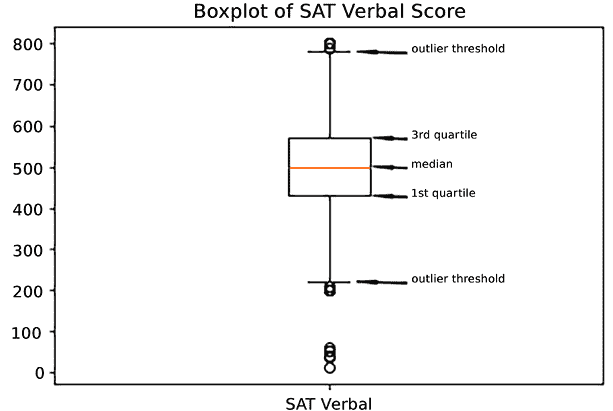 Boxplot of SAT Verbal Score
800
700
600
500
400
300
200
100
0
outlier threshold
3rd quartile
median
1st quartile
outlier threshold
SAT Verbal